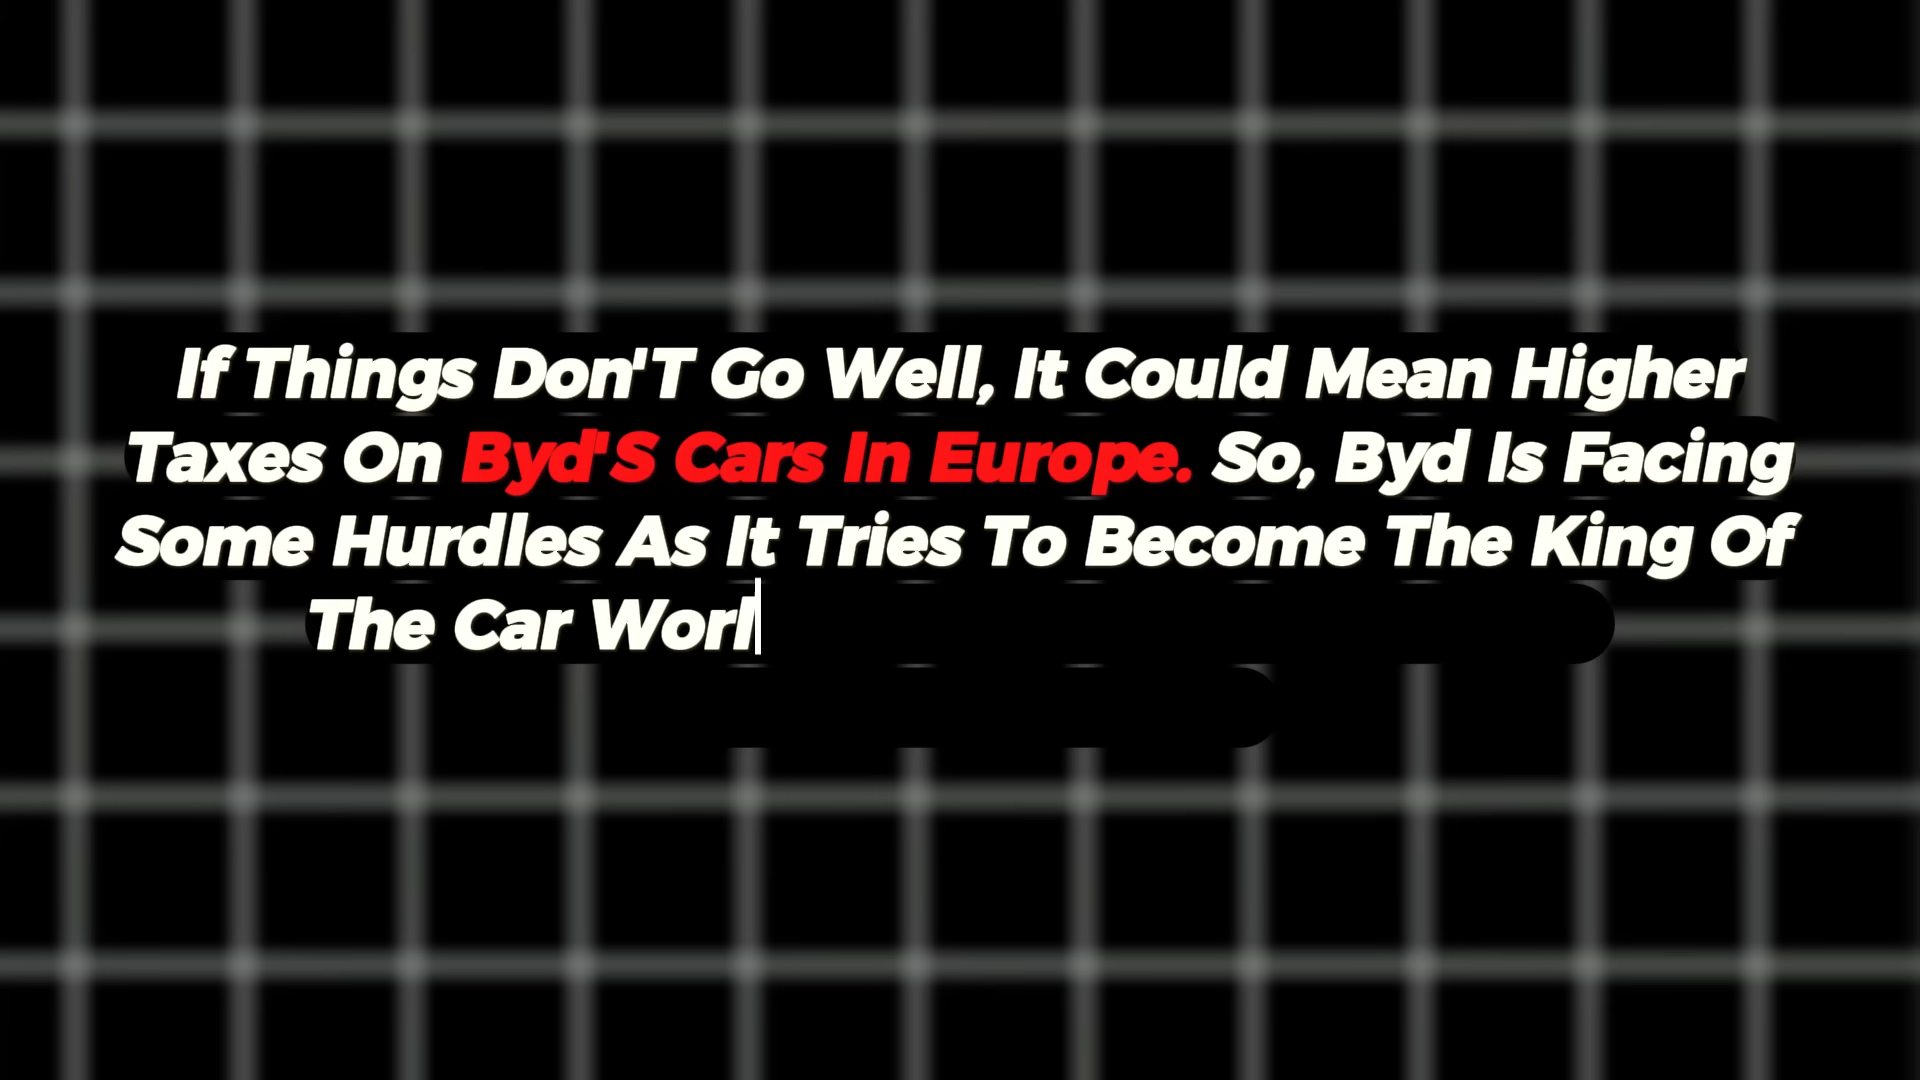 If Things Don'T Go Well, It Could Mean Higher
Taxes On Byd'S Cars In Europe. So, Byd Is Facing
Some Hurdles As It Tries To Become The King Of
The Car Worl